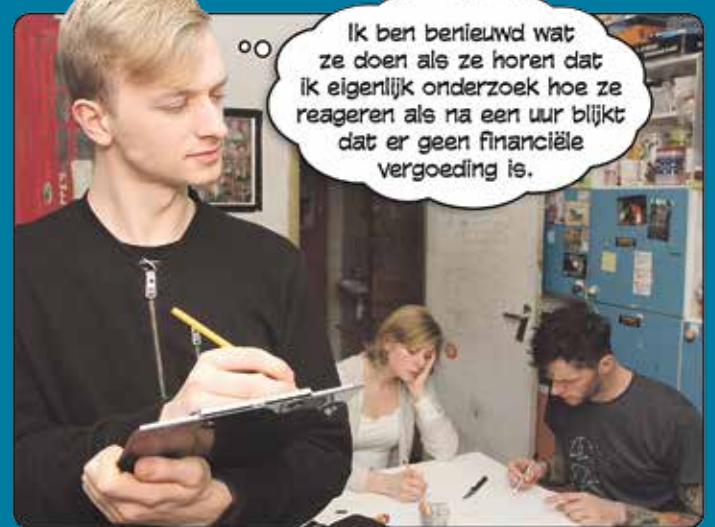 Ik ben benieuwd wat
ze doen als ze horen dat
ik eigenlijk onderzoek hoe ze
reageren als na een uur blijkt
dat er geen financiële
vergoeding is.